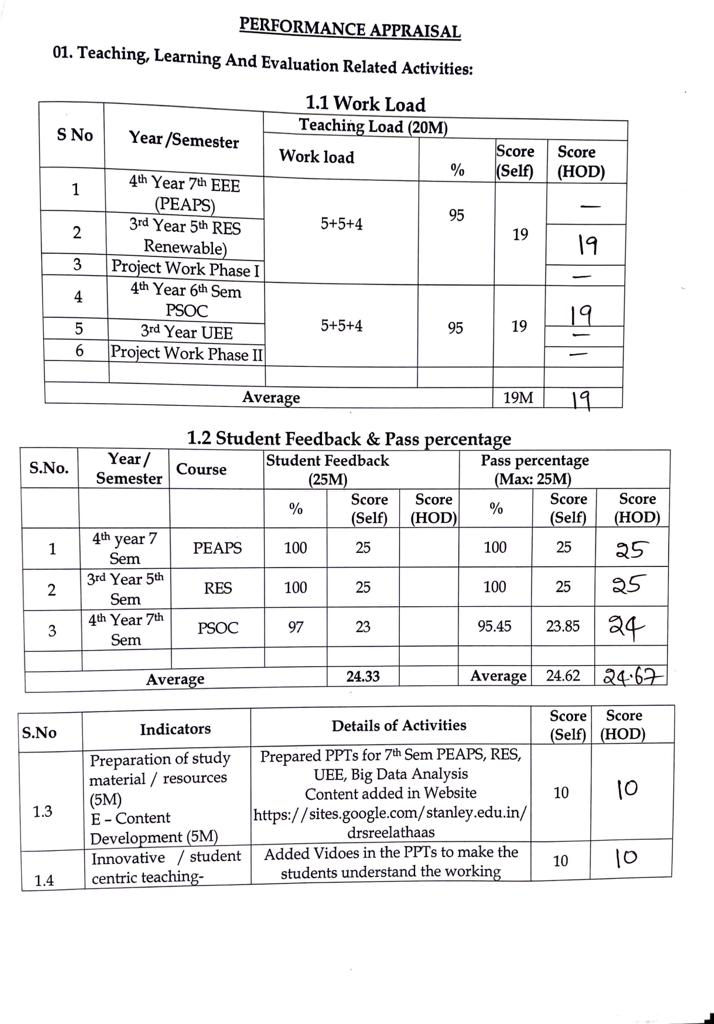 PERFORMANCE APPRAISAL
01. Teaching, Learning And Evaluation Related Activities:
1.1 Work Load
S No Year /Semester Teaching Load (20M)
Work load % Score (Self) Score (HOD)
1 4th Year 7th EEE (PEAPS) 5+5+4 95 19 –
2 3rd Year 5th RES Renewable) 19
3 Project Work Phase I –
4 4th Year 6th Sem PSOC 5+5+4 95 19 19
5 3rd Year UEE –
6 Project Work Phase II –
Average 19M 19
1.2 Student Feedback & Pass percentage
S.No. Year / Semester Course Student Feedback (25M) Pass percentage (Max: 25M)
% Score (Self) Score (HOD) % Score (Self) Score (HOD)
1 4th year 7 Sem PEAPS 100 25 100 25 25
2 3rd Year 5th Sem RES 100 25 100 25 25
3 4th Year 7th Sem PSOC 97 23 95.45 23.85 24
Average 24.33 Average 24.62 24.67
S.No Indicators Details of Activities Score (Self) Score (HOD)
1.3 Preparation of study material / resources (5M) E – Content Development (5M) Prepared PPTs for 7th Sem PEAPS, RES, UEE, Big Data Analysis Content added in Website https://sites.google.com/stanley.edu.in/drsreelathaas 10 10
1.4 Innovative / student centric teaching- Added Vidoes in the PPTs to make the students understand the working 10 10